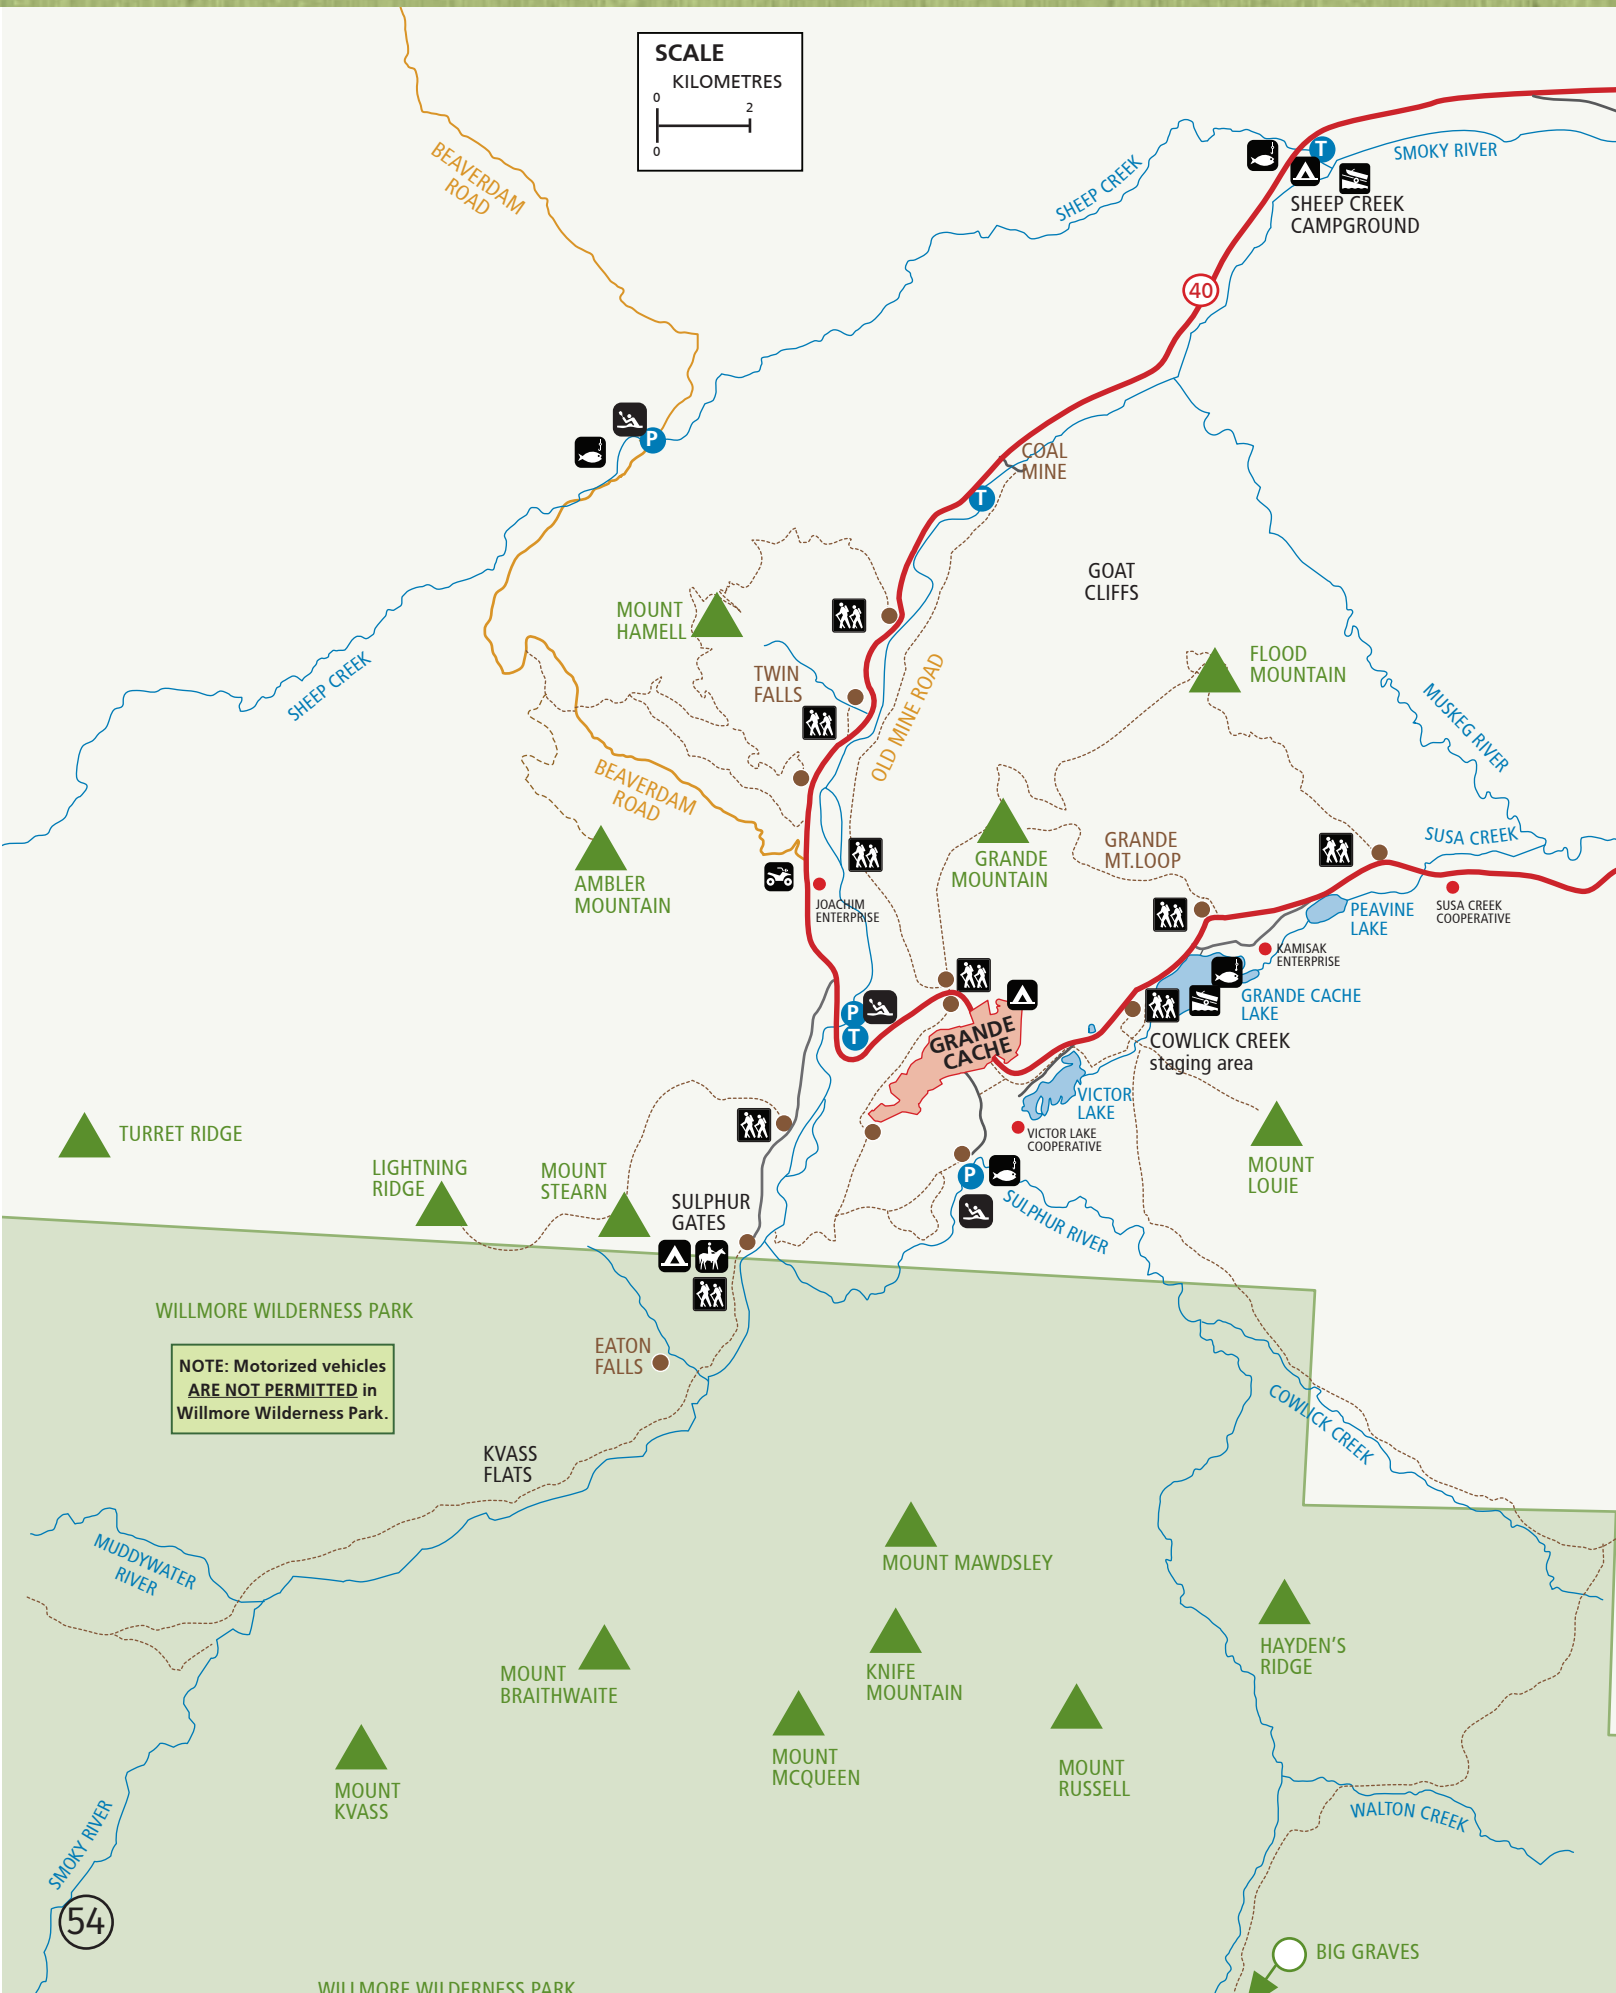 SCALE
KILOMETRES
0
2
0
BEAVERDAM
ROAD
SHEEP CREEK
T
SMOKY RIVER
SHEEP CREEK
CAMPGROUND
40
P
COAL
MINE
T
GOAT
CLIFFS
MOUNT
HAMELL
TWIN
FALLS
OLD MINE ROAD
FLOOD
MOUNTAIN
SHEEP CREEK
MUSKEG RIVER
BEAVERDAM
ROAD
SUSA CREEK
GRANDE
MT.LOOP
GRANDE
MOUNTAIN
AMBLER
MOUNTAIN
JOACHIM
ENTERPRISE
PEAVINE
LAKE
SUSA CREEK
COOPERATIVE
KAMISAK
ENTERPRISE
GRANDE CACHE
LAKE
P
T
GRANDE
CACHE
COWLICK CREEK
staging area
VICTOR
LAKE
VICTOR LAKE
COOPERATIVE
TURRET RIDGE
LIGHTNING
RIDGE
MOUNT
STEARN
SULPHUR
GATES
P
SULPHUR RIVER
MOUNT
LOUIE
WILLMORE WILDERNESS PARK
NOTE: Motorized vehicles
ARE NOT PERMITTED in
Willmore Wilderness Park.
EATON
FALLS
COWLICK CREEK
KVASS
FLATS
MUDDYWATER
RIVER
MOUNT MAWDSLEY
HAYDEN'S
RIDGE
MOUNT
BRAITHWAITE
KNIFE
MOUNTAIN
MOUNT
MCQUEEN
MOUNT
RUSSELL
MOUNT
KVASS
SMOKY RIVER
WALTON CREEK
54
BIG GRAVES
WILLMORE WILDERNESS PARK